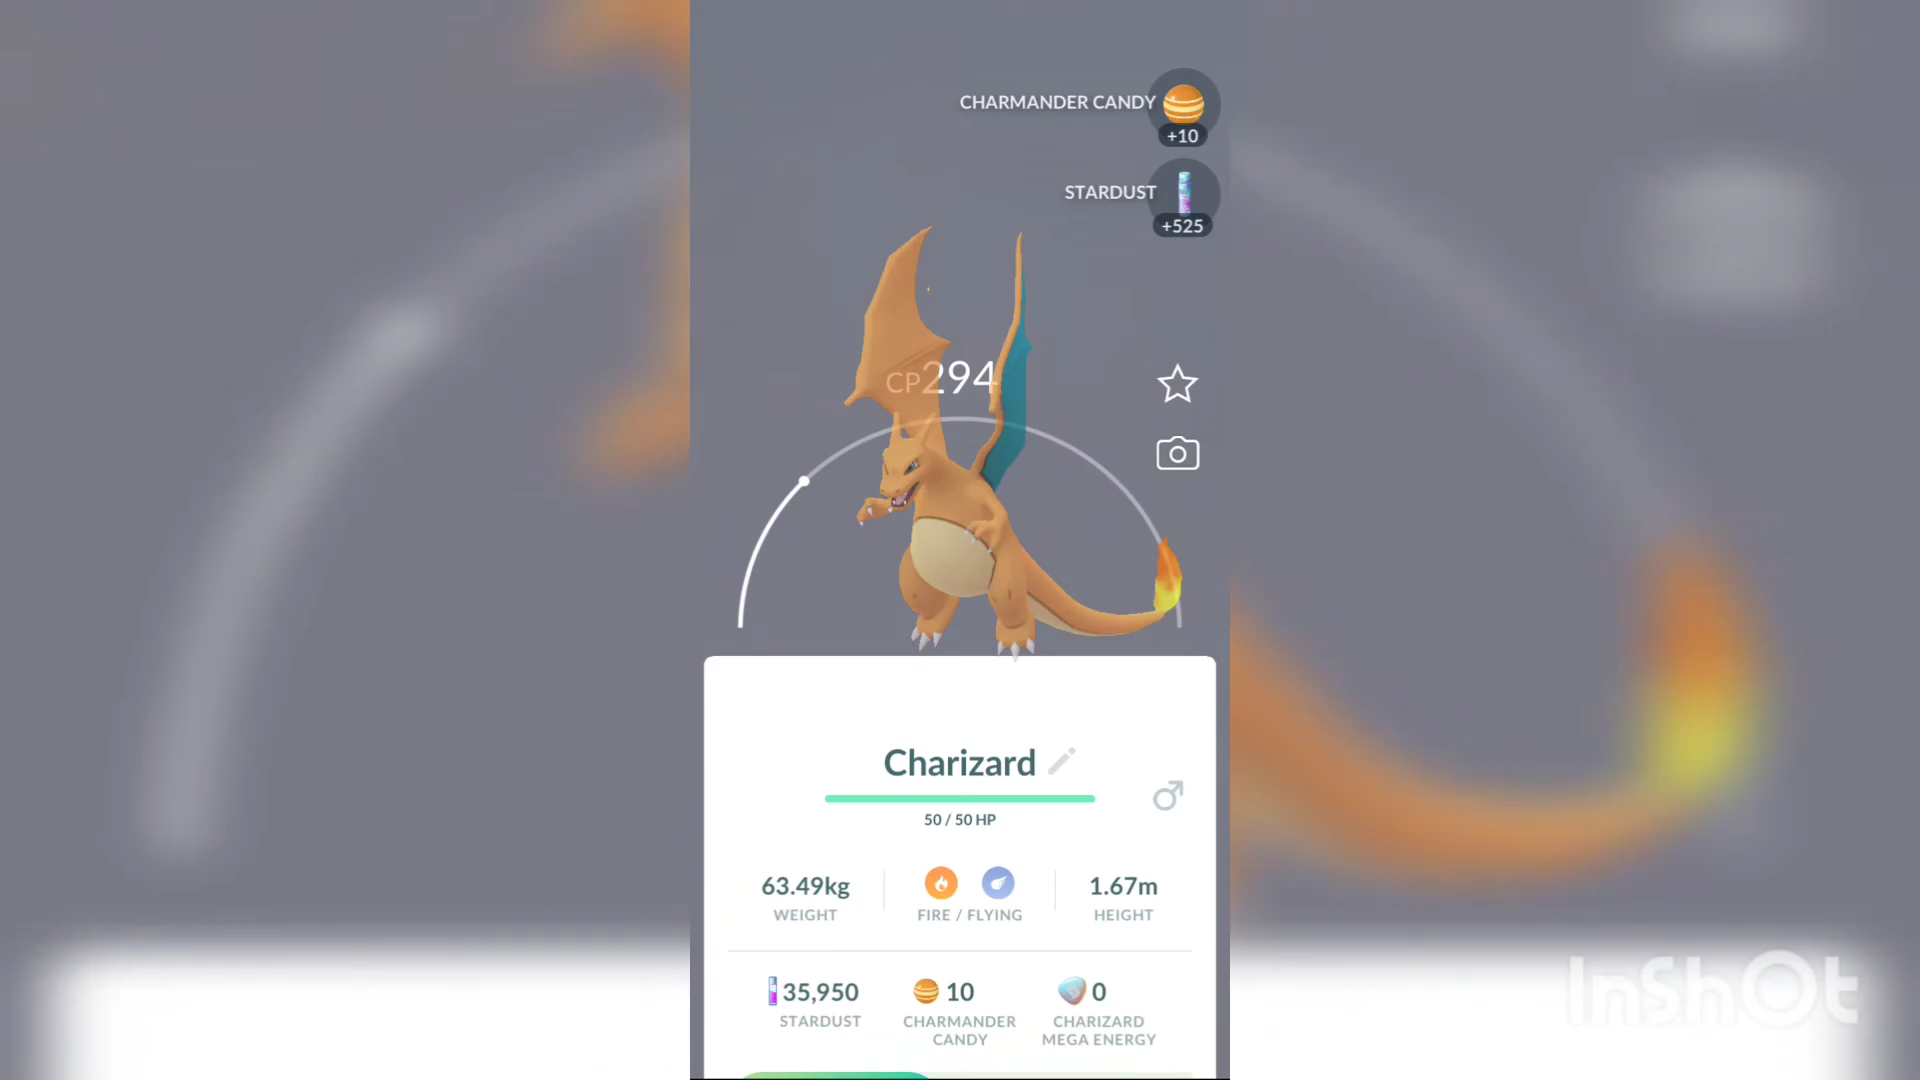 CHARMANDER CANDY
+10
STARDUST
+525
CP294
Charizard
50 / 50 HP
63.49kg
WEIGHT
FIRE / FLYING
1.67m
HEIGHT
35,950
STARDUST
10
CHARMANDER
CANDY
0
CHARIZARD
MEGA ENERGY
InShOt